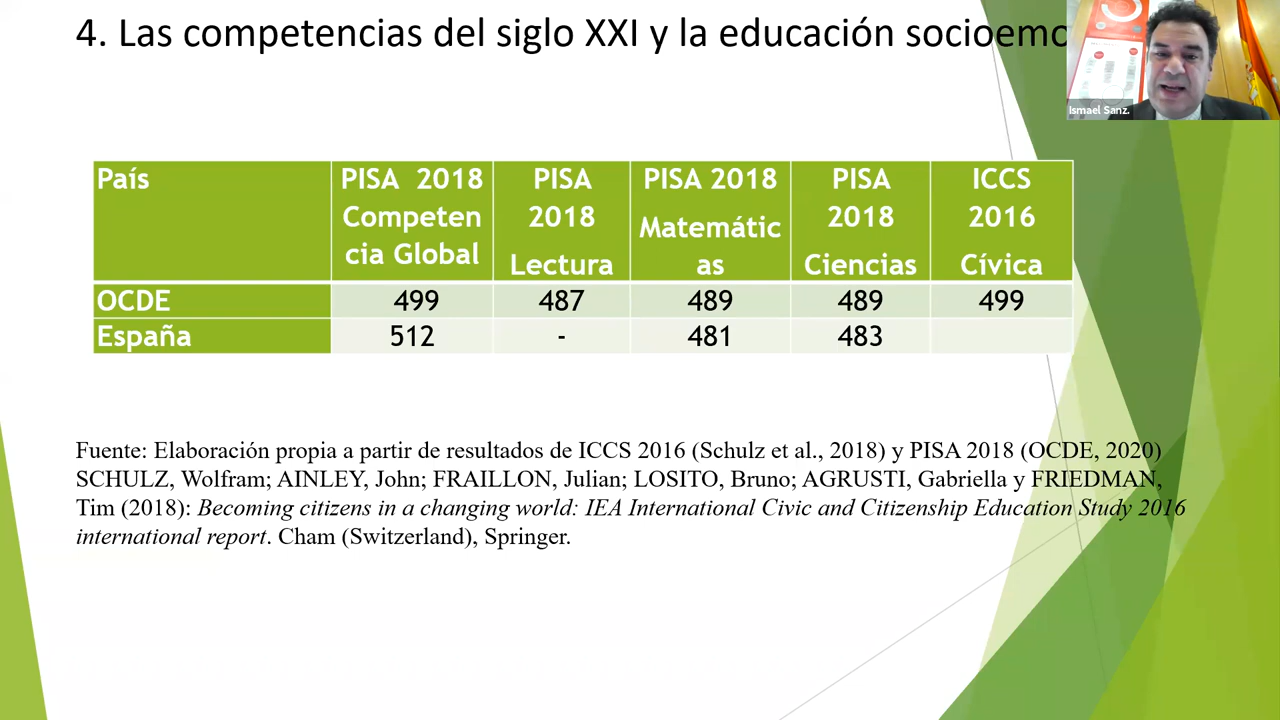 4. Las competencias del siglo XXI y la educación socioemo
Ismael Sanz.
País
PISA 2018
Competen
cia Global
PISA
2018
Lectura
PISA 2018
Matemátic
as
PISA
2018
Ciencias
ICCS
2016
Cívica
OCDE 499 487 489 489 499
España 512 - 481 483
Fuente: Elaboración propia a partir de resultados de ICCS 2016 (Schulz et al., 2018) y PISA 2018 (OCDE, 2020)
SCHULZ, Wolfram; AINLEY, John; FRAILLON, Julian; LOSITO, Bruno; AGRUSTI, Gabriella y FRIEDMAN,
Tim (2018): Becoming citizens in a changing world: IEA International Civic and Citizenship Education Study 2016
international report. Cham (Switzerland), Springer.